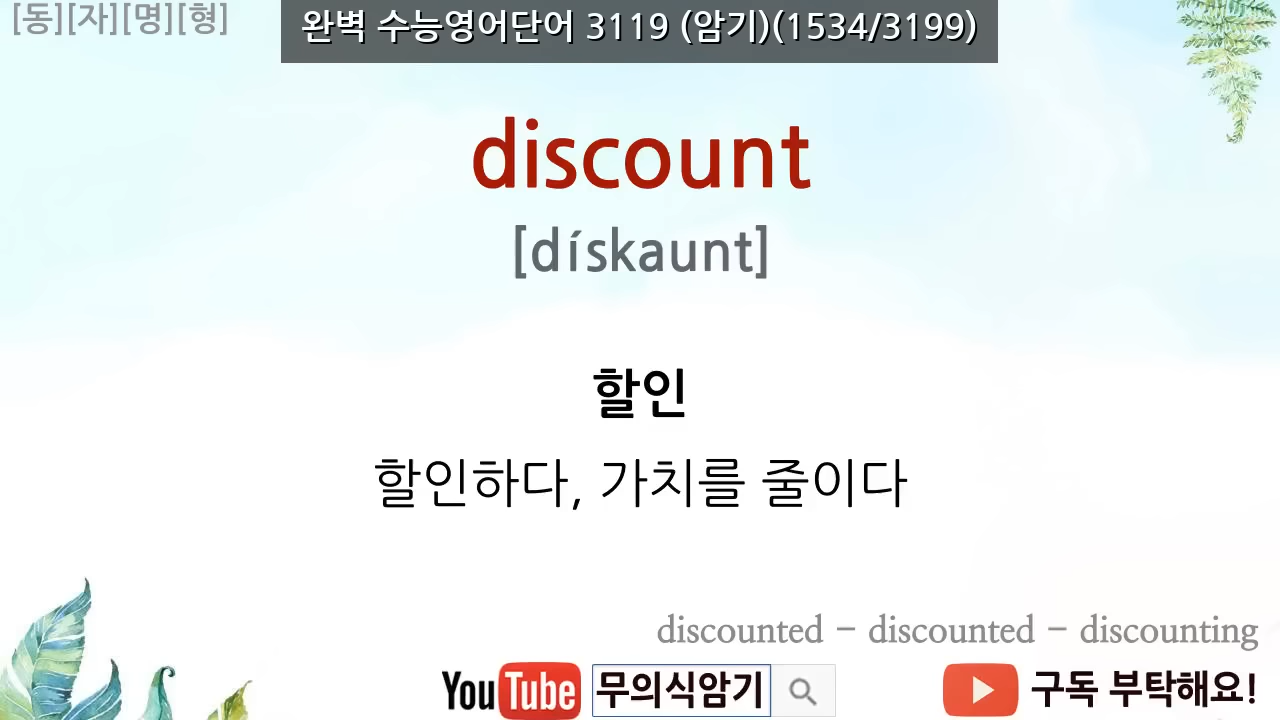 [동][자][명][형]
완벽 수능영어단어 3119 (암기)(1534/3199)
discount
[dískaunt]
할인
할인하다, 가치를 줄이다
discounted - discounted - discounting
YouTube 무의식암기 구독 부탁해요!